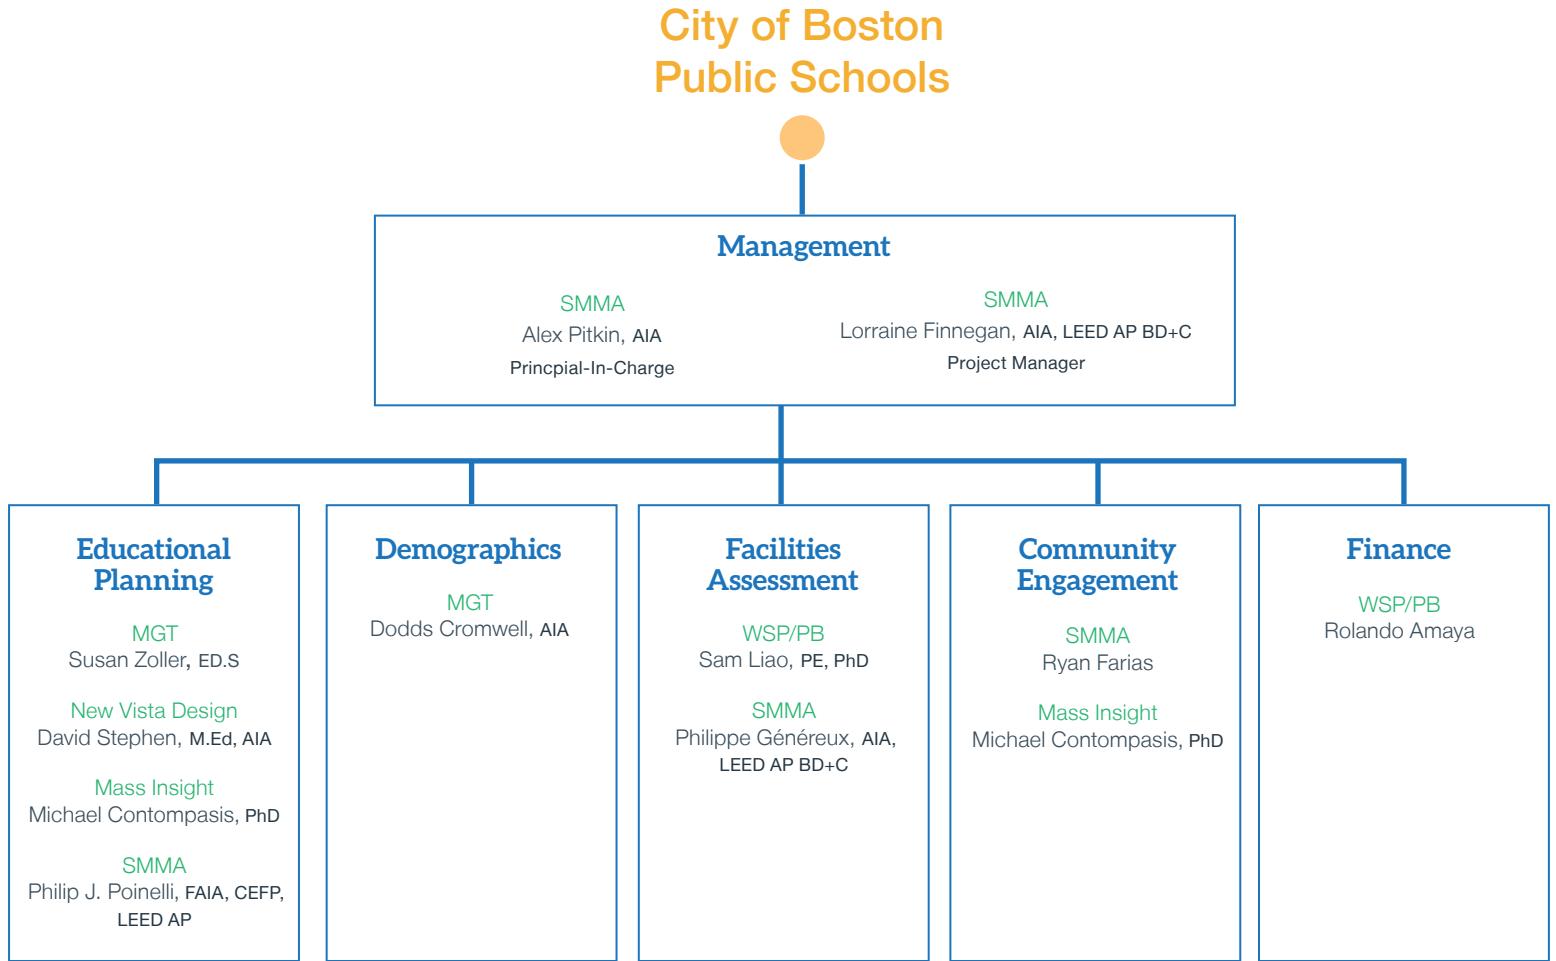 City of Boston
Public Schools
Management
SMMA
Alex Pitkin, AIA
Princpial-In-Charge
SMMA
Lorraine Finnegan, AIA, LEED AP BD+C
Project Manager
Educational
Planning
MGT
Susan Zoller, ED.S
New Vista Design
David Stephen, M.Ed, AIA
Mass Insight
Michael Contompasis, PhD
SMMA
Philip J. Poinelli, FAIA, CEFP,
LEED AP
Demographics
MGT
Dodds Cromwell, AIA
Facilities
Assessment
WSP/PB
Sam Liao, PE, PhD
SMMA
Philippe Généreux, AIA,
LEED AP BD+C
Community
Engagement
SMMA
Ryan Farias
Mass Insight
Michael Contompasis, PhD
Finance
WSP/PB
Rolando Amaya